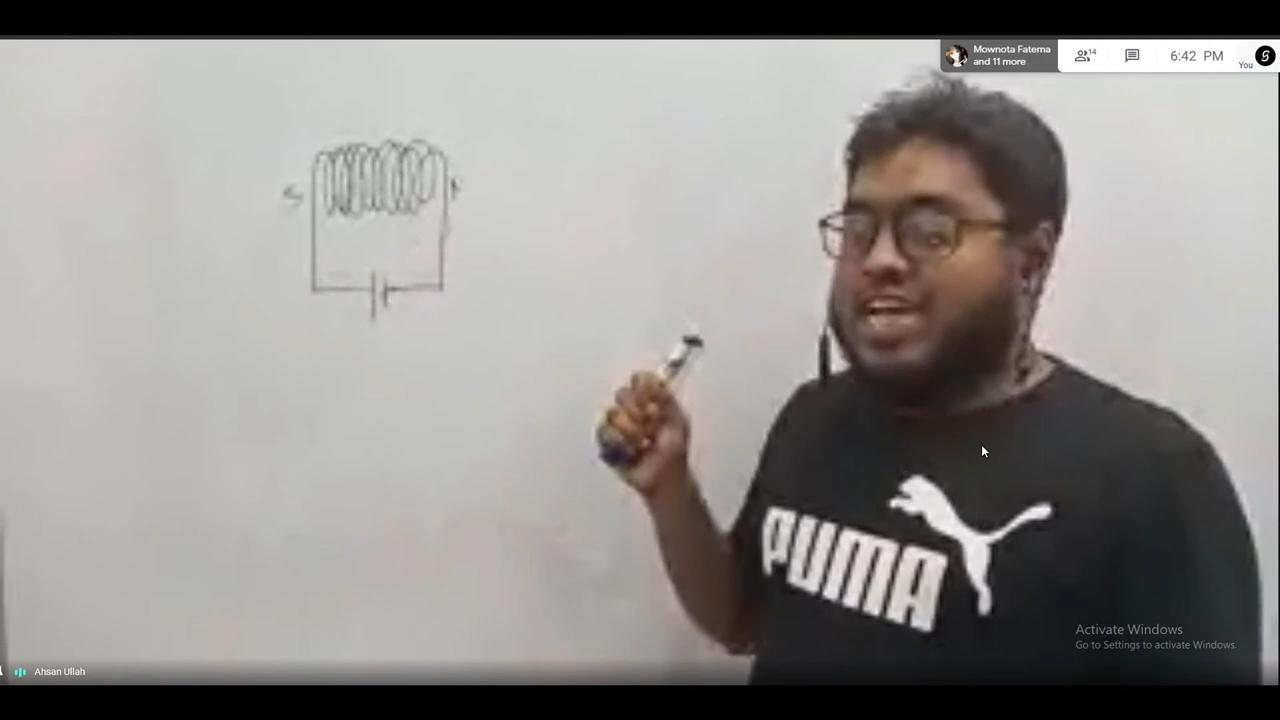 Mownota Fatema
and 11 more
14
6:42 PM
You
S
PUMA
Activate Windows
Go to Settings to activate Windows.
Ahsan Ullah